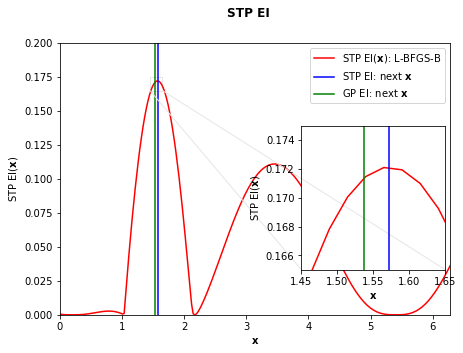 STP EI
STP EI(x): L-BFGS-B
STP EI: next x
GP EI: next x
STP EI(x)
0.200
0.175
0.150
0.125
0.100
0.075
0.050
0.025
0.000
0 1 2 3 4 5 6
x
STP EI(x)
0.174
0.172
0.170
0.168
0.166
1.45 1.50 1.55 1.60 1.65
x